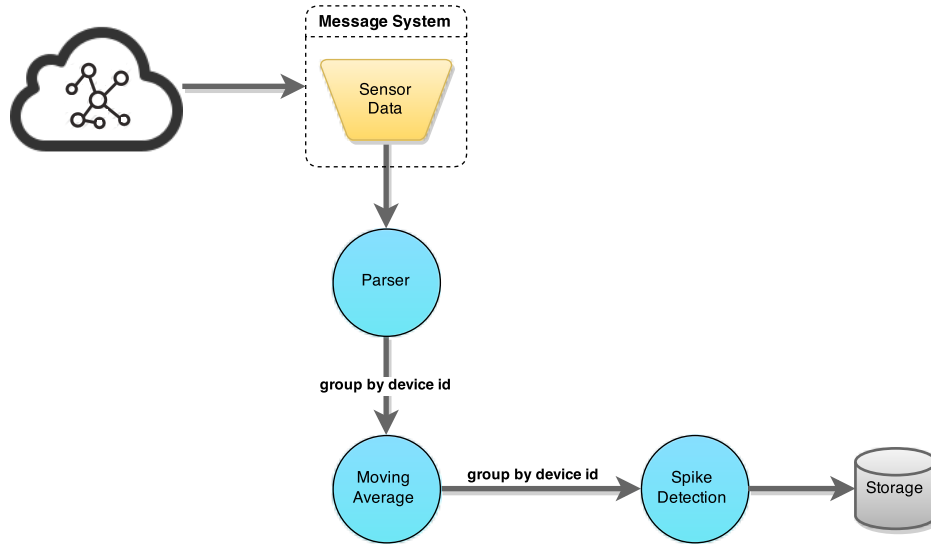 Message System
Sensor
Data
Parser
group by device id
Moving
Average
group by device id
Spike
Detection
Storage